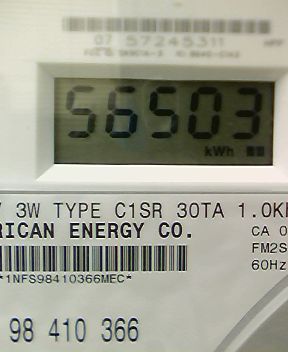 07 57245311
56503
kWh
3W TYPE C1SR 30TA 1.0K
RICAN ENERGY CO.
CA 0
FM2S
60Hz
*1NFS98410366MEC*
98 410 366